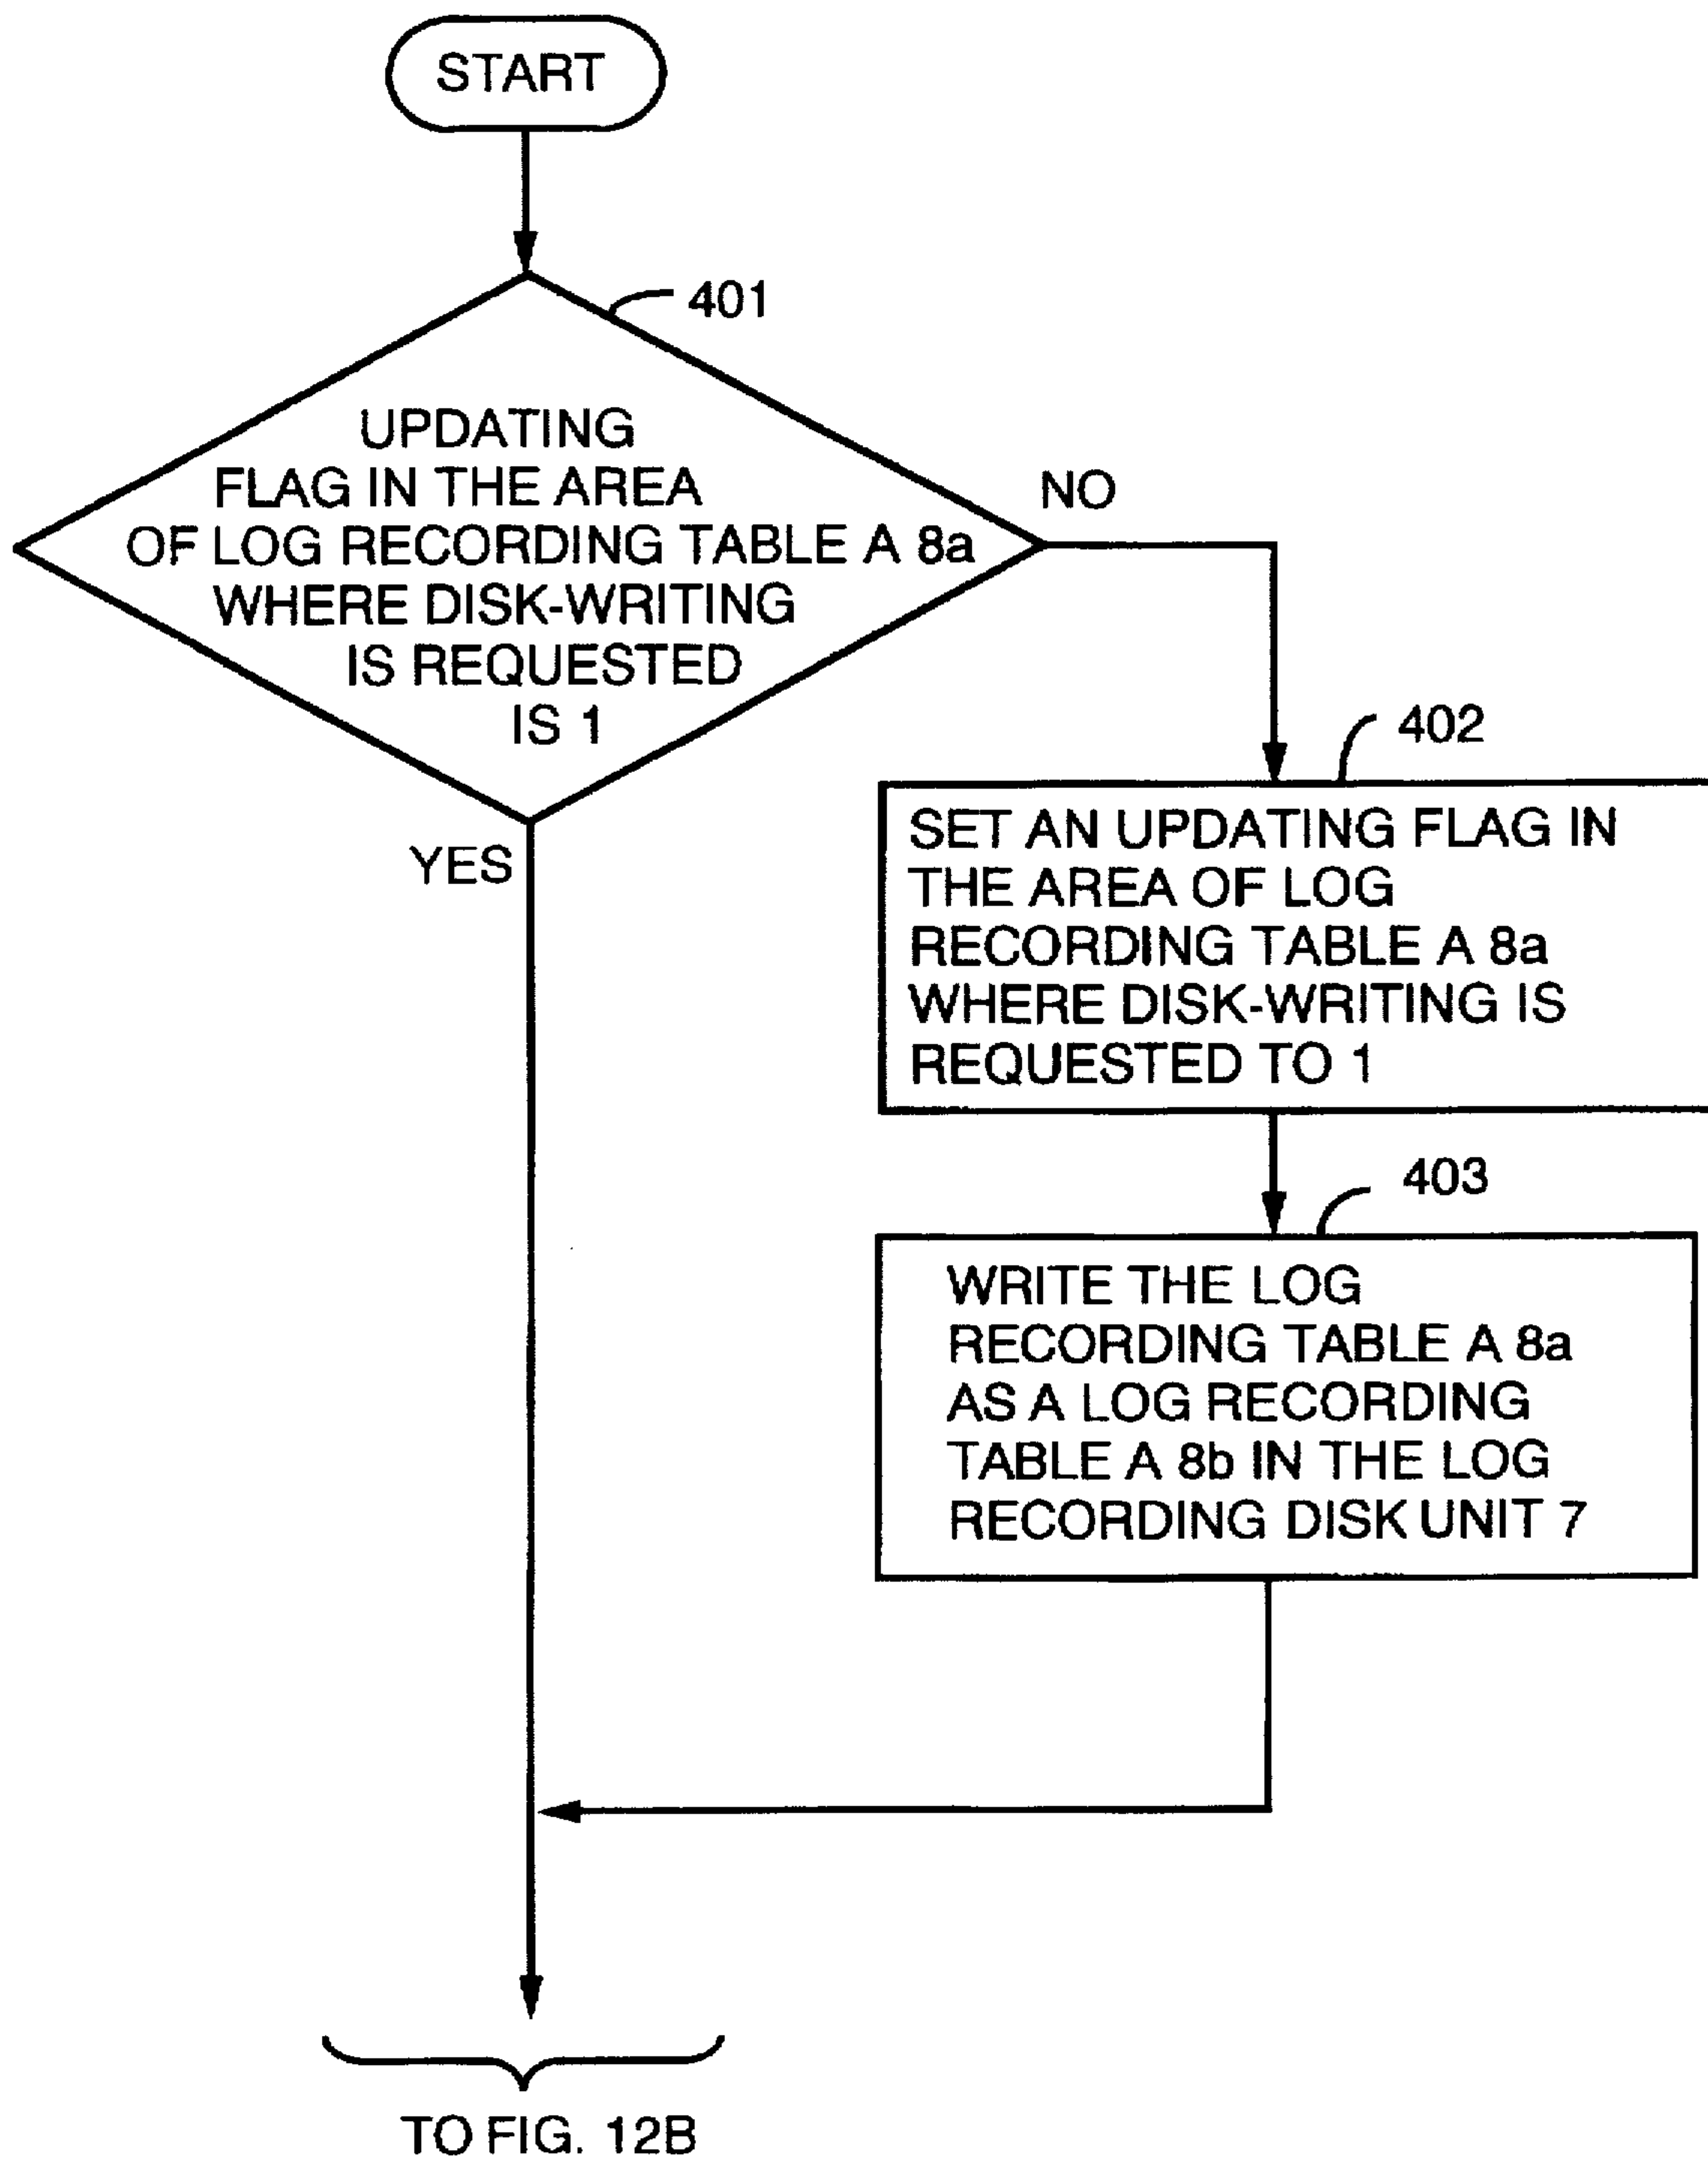 START
401
UPDATING
FLAG IN THE AREA
OF LOG RECORDING TABLE A 8a
WHERE DISK-WRITING
IS REQUESTED
IS 1
NO
YES
402
SET AN UPDATING FLAG IN
THE AREA OF LOG
RECORDING TABLE A 8a
WHERE DISK-WRITING IS
REQUESTED TO 1
403
WRITE THE LOG
RECORDING TABLE A 8a
AS A LOG RECORDING
TABLE A 8b IN THE LOG
RECORDING DISK UNIT 7
TO FIG. 12B